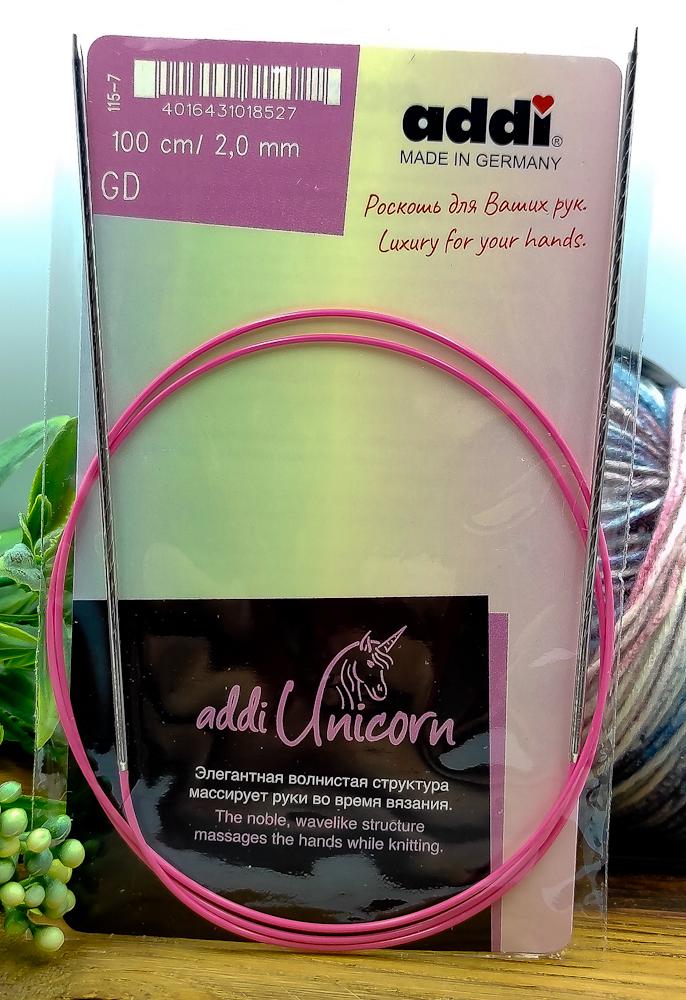 115-7
4016431018527
100 cm/ 2,0 mm
GD
addi®
MADE IN GERMANY
Роскошь для Ваших рук.
Luxury for your hands.
addi Unicorn
Элегантная волнистая структура
массирует руки во время вязания.
The noble, wavelike structure
massages the hands while knitting.